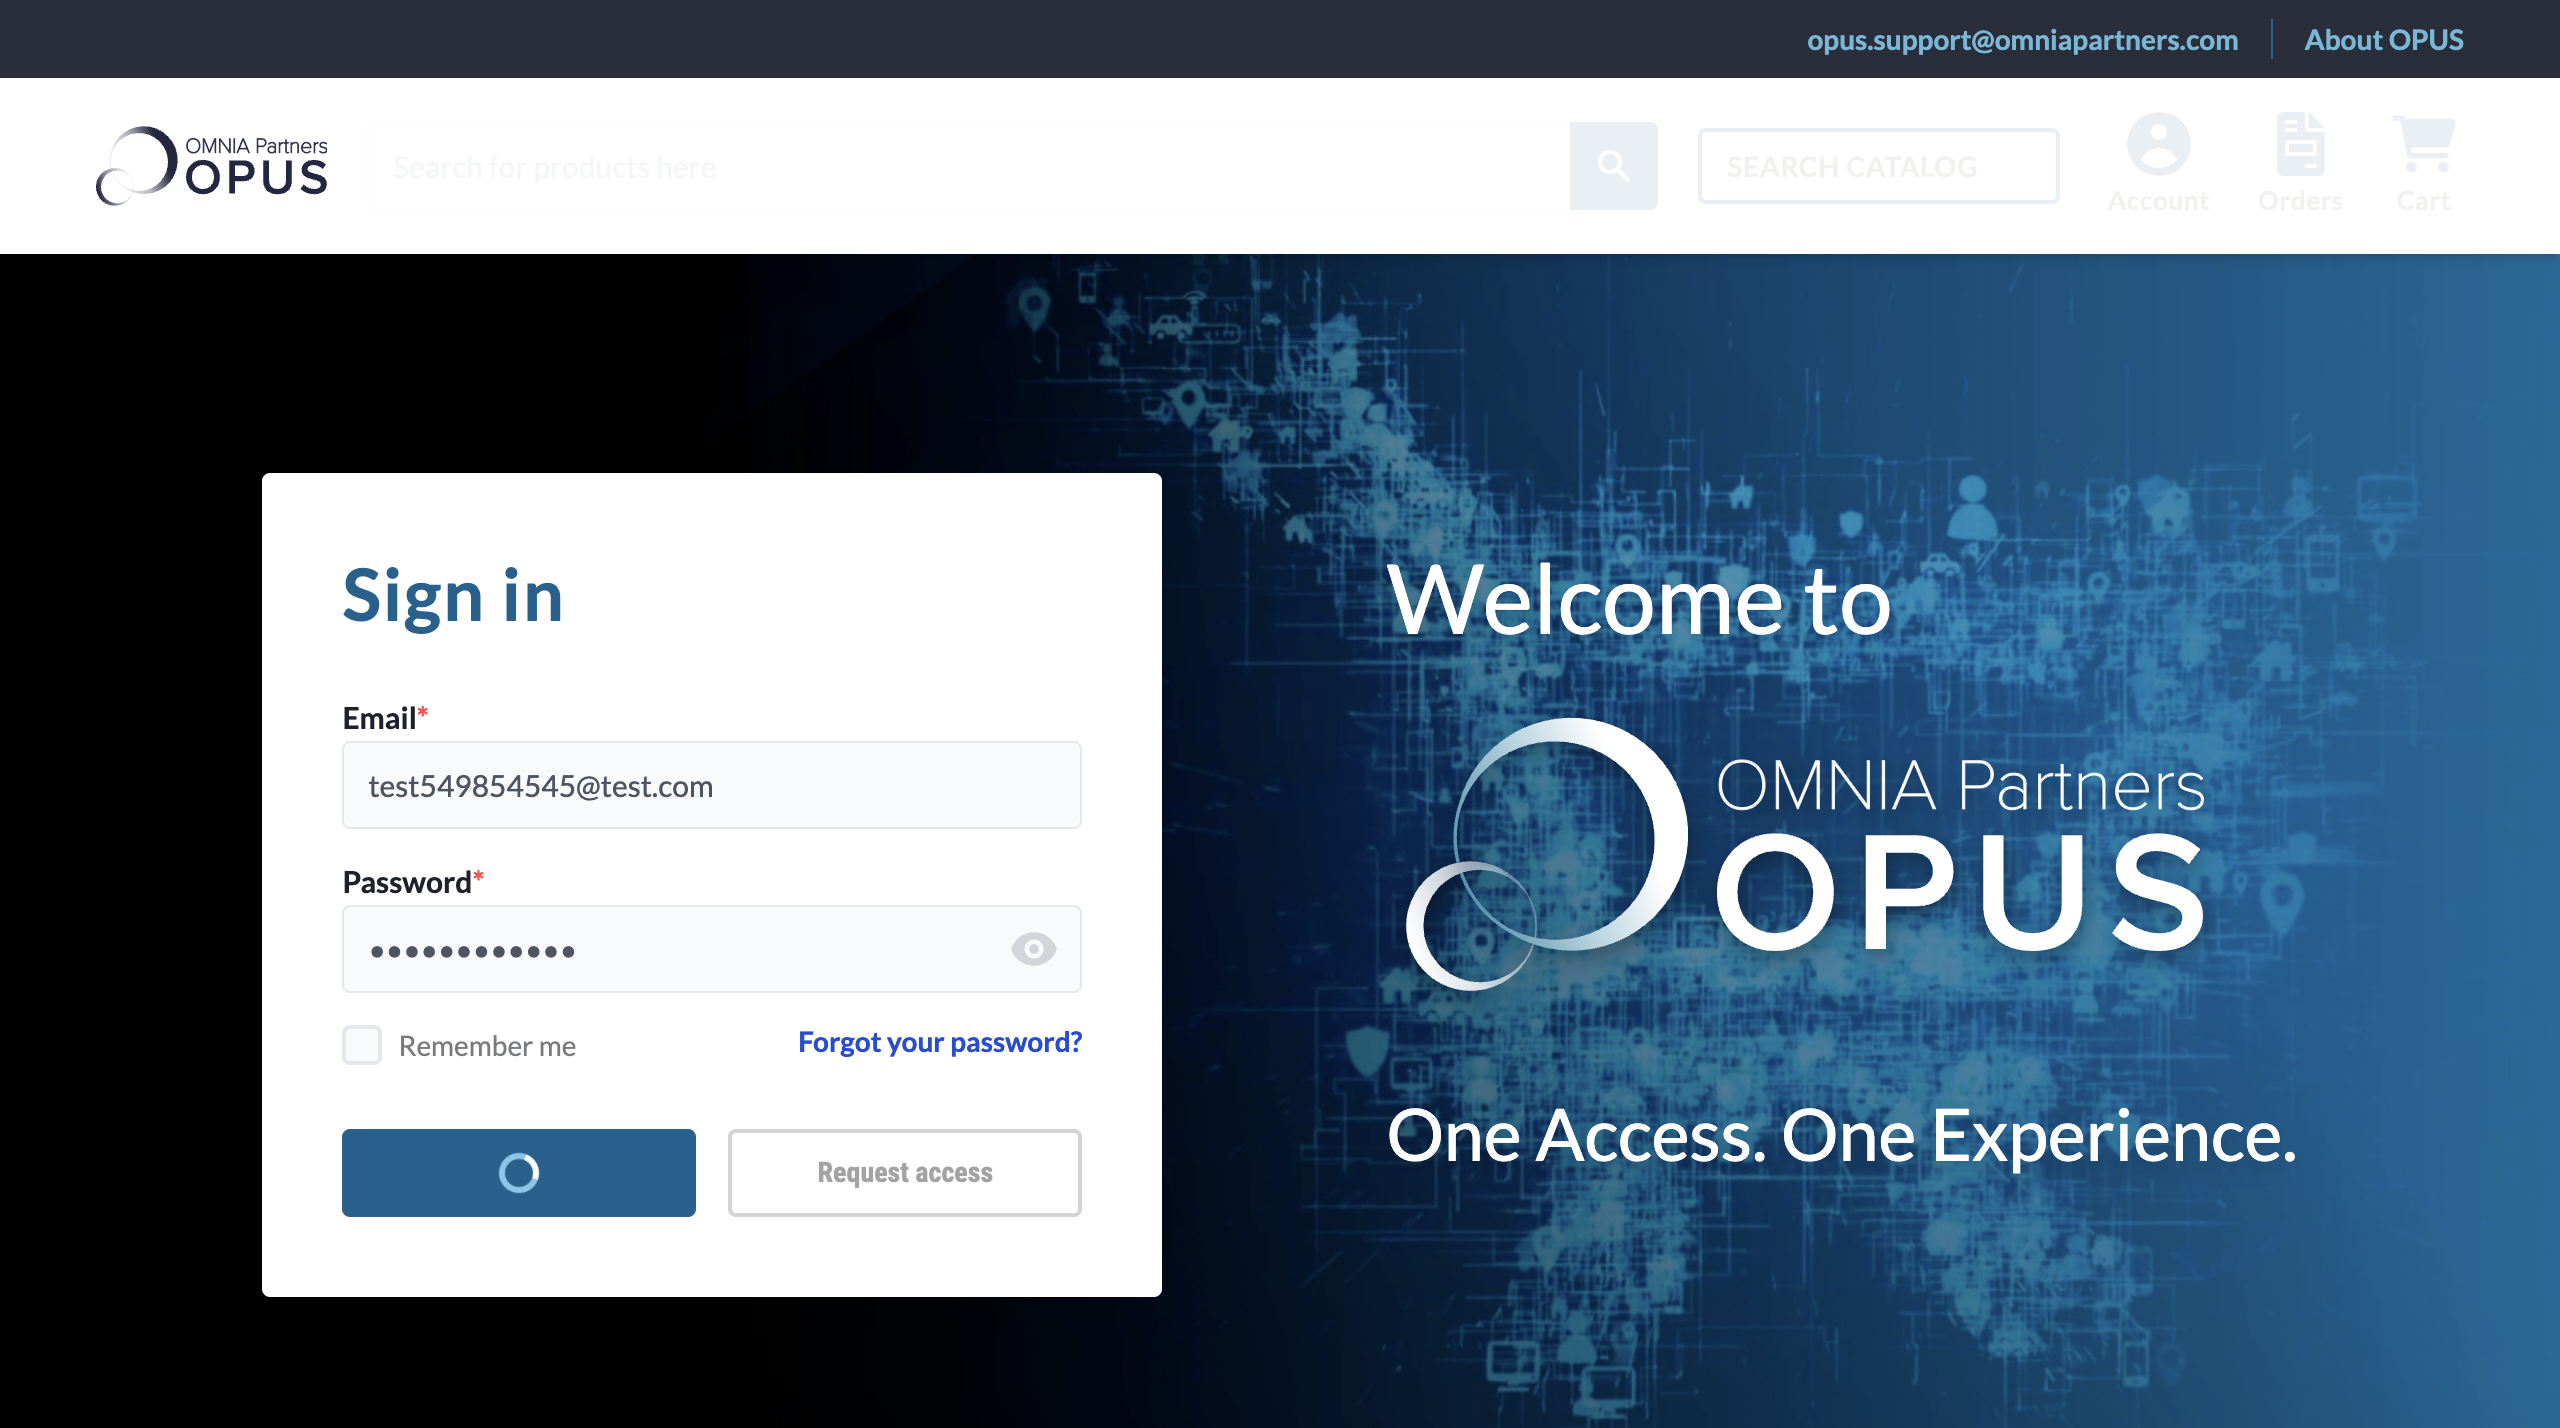 opus.support@omniapartners.com
About OPUS
OMNIA Partners
OPUS
Search for products here
SEARCH CATALOG
Account
Orders
Cart
Sign in
Email*
test549854545@test.com
Password*
••••••••••••
Remember me
Forgot your password?
Request access
Welcome to
OMNIA Partners
OPUS
One Access. One Experience.